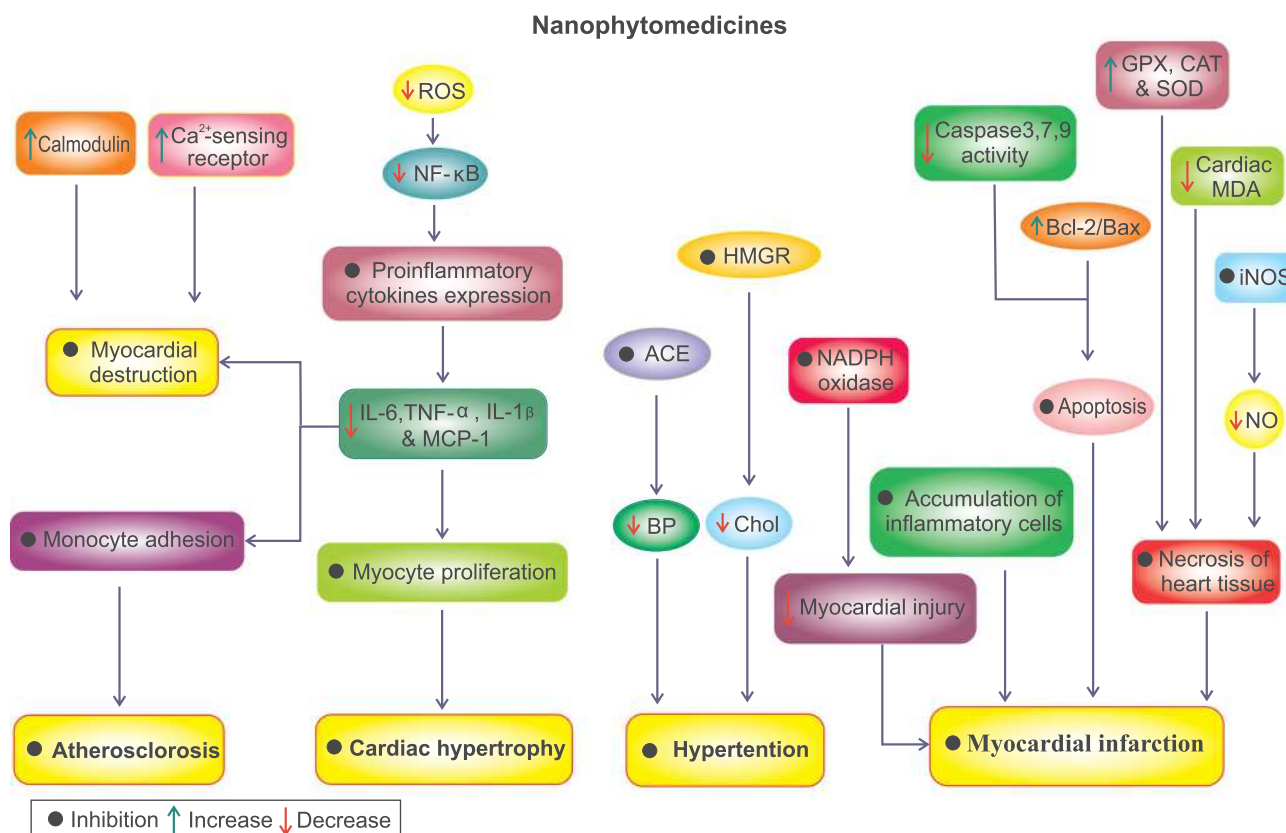 Nanophytomedicines
GPX, CAT
& SOD
ROS
Caspase3,7,9
activity
Calmodulin
Ca²⁺-sensing
receptor
NF-κB
Cardiac
MDA
Bcl-2/Bax
HMGR
Proinflammatory
cytokines expression
iNOS
ACE
NADPH
oxidase
Myocardial
destruction
IL-6,TNF-α, IL-1β
& MCP-1
Apoptosis
NO
Accumulation of
inflammatory cells
BP
Chol
Monocyte adhesion
Myocyte proliferation
Necrosis of
heart tissue
Myocardial injury
Atherosclorosis
Cardiac hypertrophy
Hypertention
Myocardial infarction
Inhibition Increase Decrease